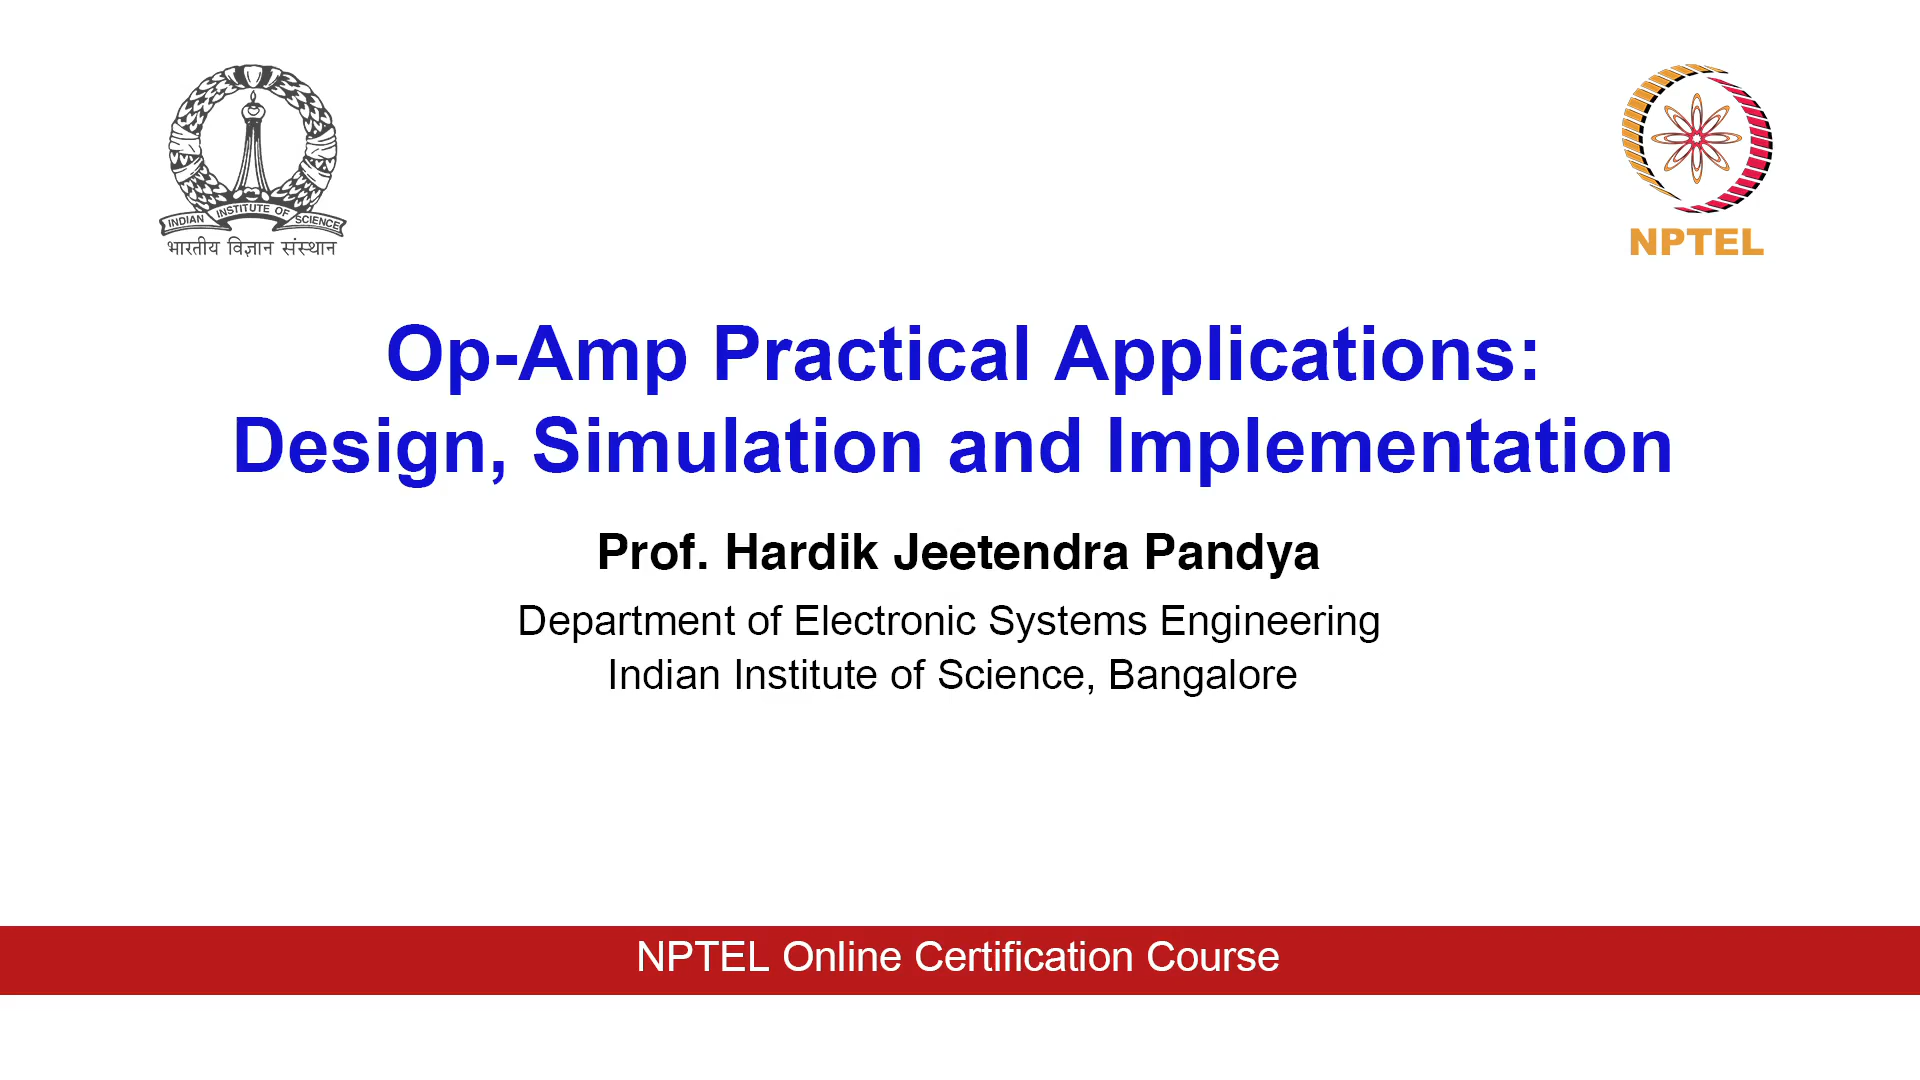 INDIAN INSTITUTE OF SCIENCE
भारतीय विज्ञान संस्थान
NPTEL
Op-Amp Practical Applications:
Design, Simulation and Implementation
Prof. Hardik Jeetendra Pandya
Department of Electronic Systems Engineering
Indian Institute of Science, Bangalore
NPTEL Online Certification Course